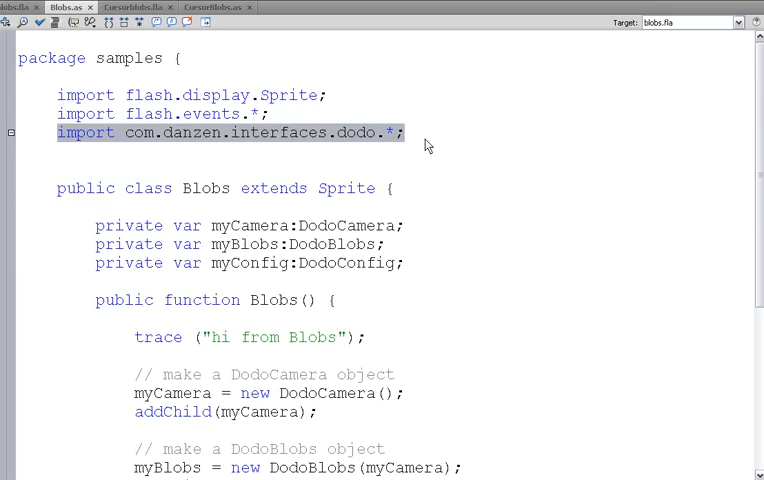 lobs.fla × Blobs.as × Cursorblobs.fla × CursorBlobs.as ×
Target: blobs.fla
package samples {
import flash.display.Sprite;
import flash.events.*;
import com.danzen.interfaces.dodo.*;
public class Blobs extends Sprite {
private var myCamera:DodoCamera;
private var myBlobs:DodoBlobs;
private var myConfig:DodoConfig;
public function Blobs() {
trace ("hi from Blobs");
// make a DodoCamera object
myCamera = new DodoCamera();
addChild(myCamera);
// make a DodoBlobs object
myBlobs = new DodoBlobs(myCamera);